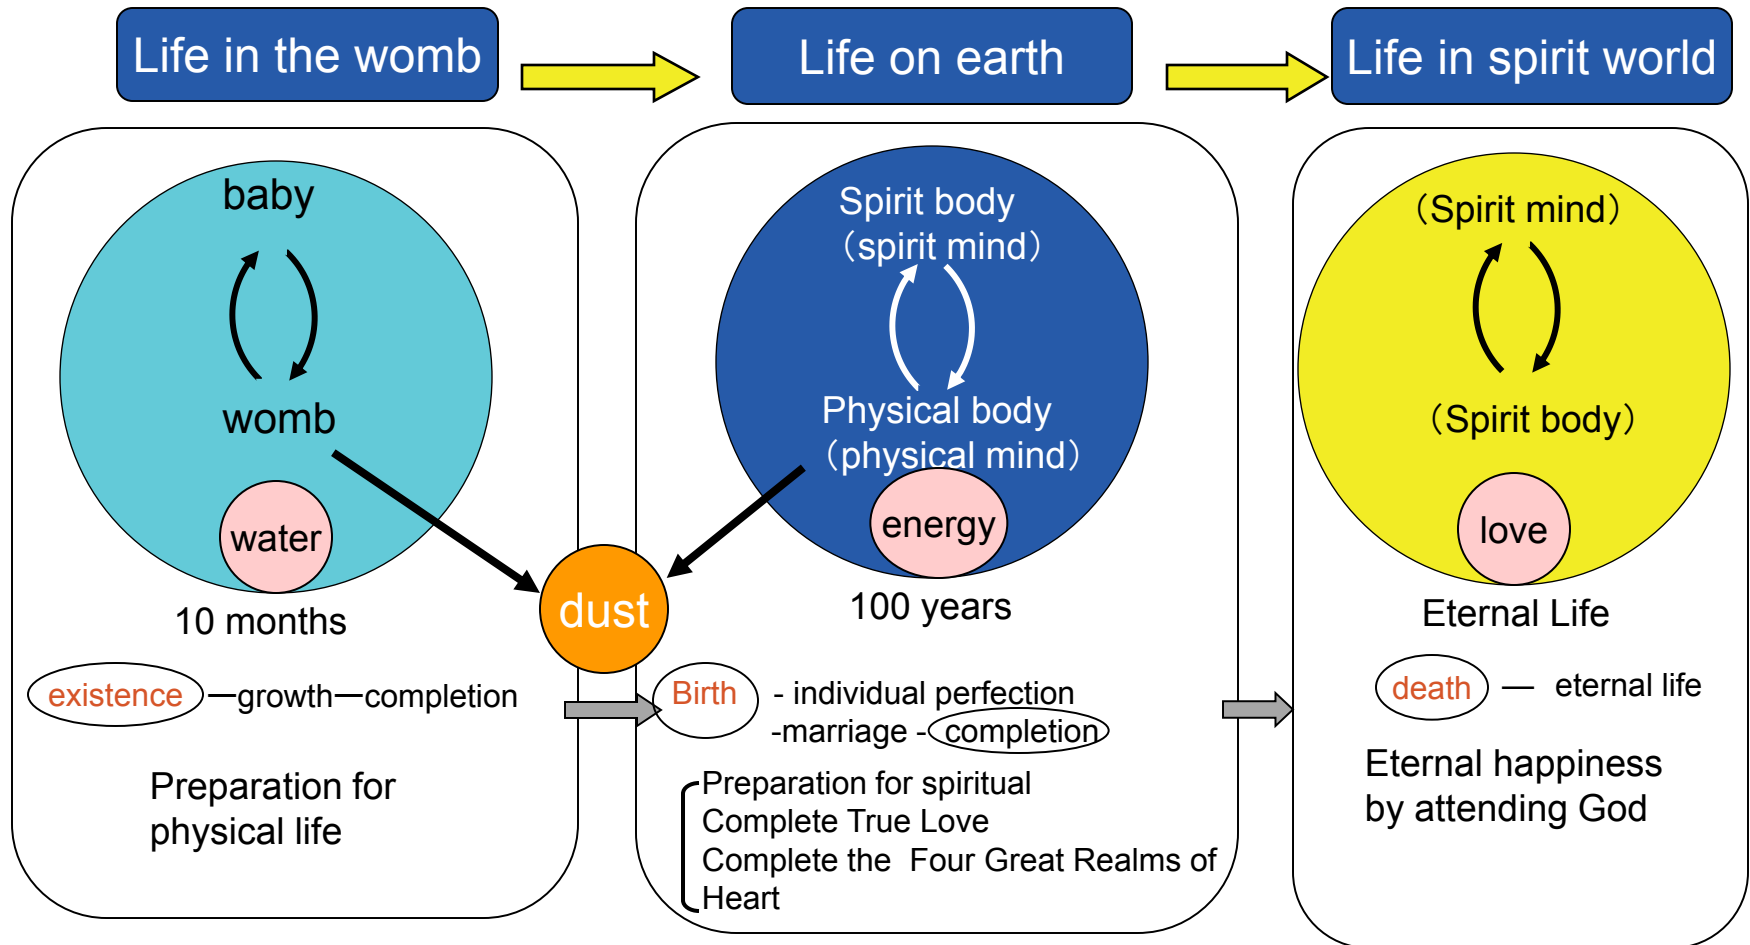 Life in the womb
Life on earth
Life in spirit world
baby
womb
water
10 months
existence —growth—completion
Preparation for
physical life
dust
Spirit body
（spirit mind）
Physical body
（physical mind）
energy
100 years
Birth - individual perfection
-marriage - completion
Preparation for spiritual
Complete True Love
Complete the  Four Great Realms of
Heart
（Spirit mind）
（Spirit body）
love
Eternal Life
death — eternal life
Eternal happiness
by attending God